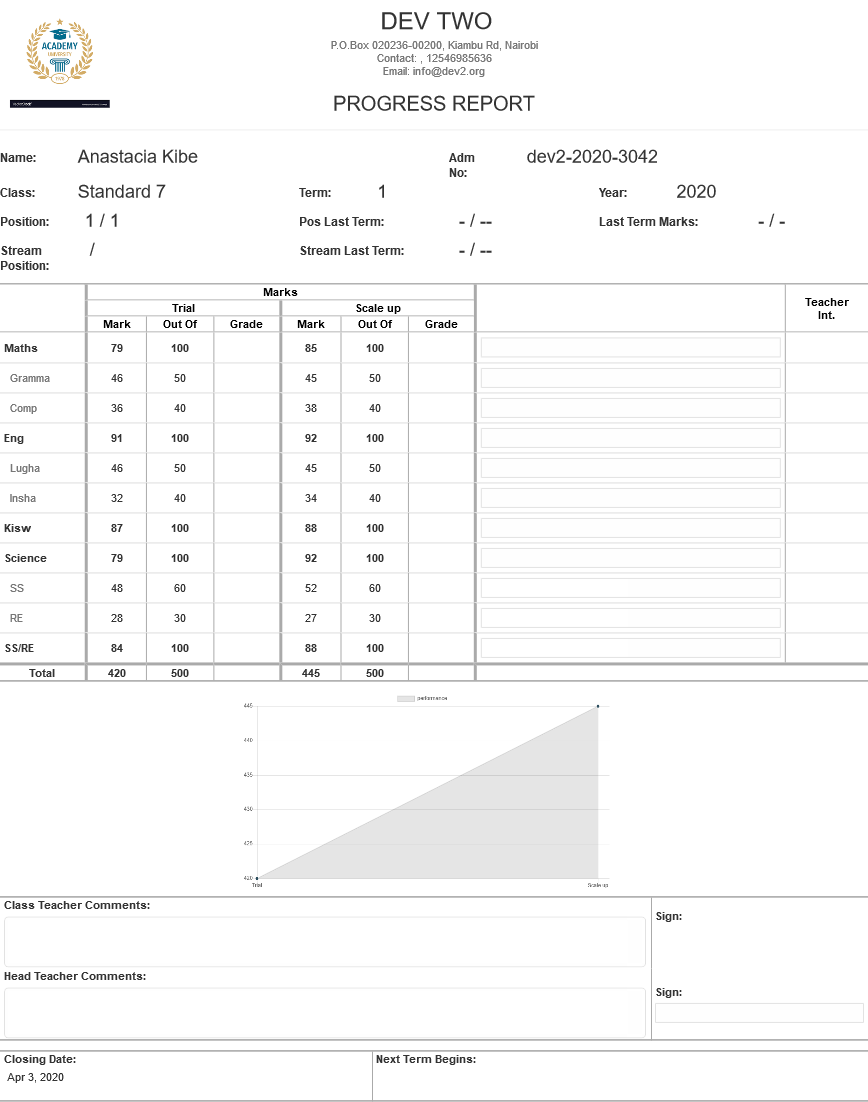 DEV TWO
ACADEMY
UNIVERSITY
P.O.Box 020236-00200, Kiambu Rd, Nairobi
Contact: , 12546985636
Email: info@dev2.org
PROGRESS REPORT
Name: Anastacia Kibe Adm No: dev2-2020-3042
Class: Standard 7 Term: 1 Year: 2020
Position: 1 / 1 Pos Last Term: - / -- Last Term Marks: - / -
Stream Position: / Stream Last Term: - / --
Marks
Trial Scale up Teacher Int.
Mark Out Of Grade Mark Out Of Grade
Maths 79 100 85 100
Gramma 46 50 45 50
Comp 36 40 38 40
Eng 91 100 92 100
Lugha 46 50 45 50
Insha 32 40 34 40
Kisw 87 100 88 100
Science 79 100 92 100
SS 48 60 52 60
RE 28 30 27 30
SS/RE 84 100 88 100
Total 420 500 445 500
performance
445
440
435
430
425
420
Trial Scale up
Class Teacher Comments: Sign:
Head Teacher Comments: Sign:
Closing Date: Next Term Begins:
Apr 3, 2020